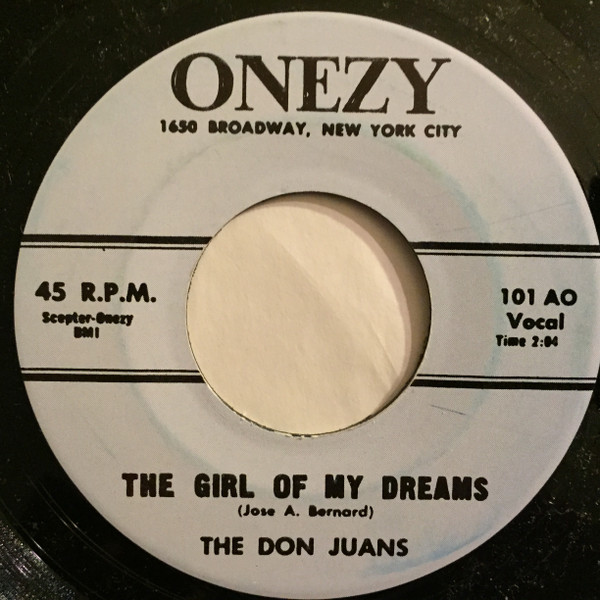 ONEZY
1650 BROADWAY, NEW YORK CITY
45 R.P.M.
Scepter-Onezy
BMI
101 AO
Vocal
Time 2:04
THE GIRL OF MY DREAMS
(Jose A. Bernard)
THE DON JUANS